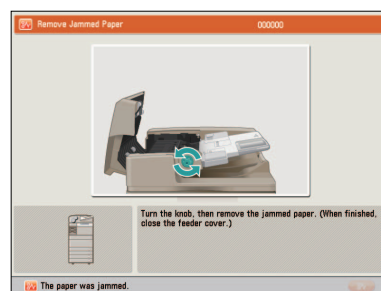 Remove Jammed Paper 000000
Turn the knob, then remove the jammed paper. (When finished,
close the feeder cover.)
The paper was jammed.